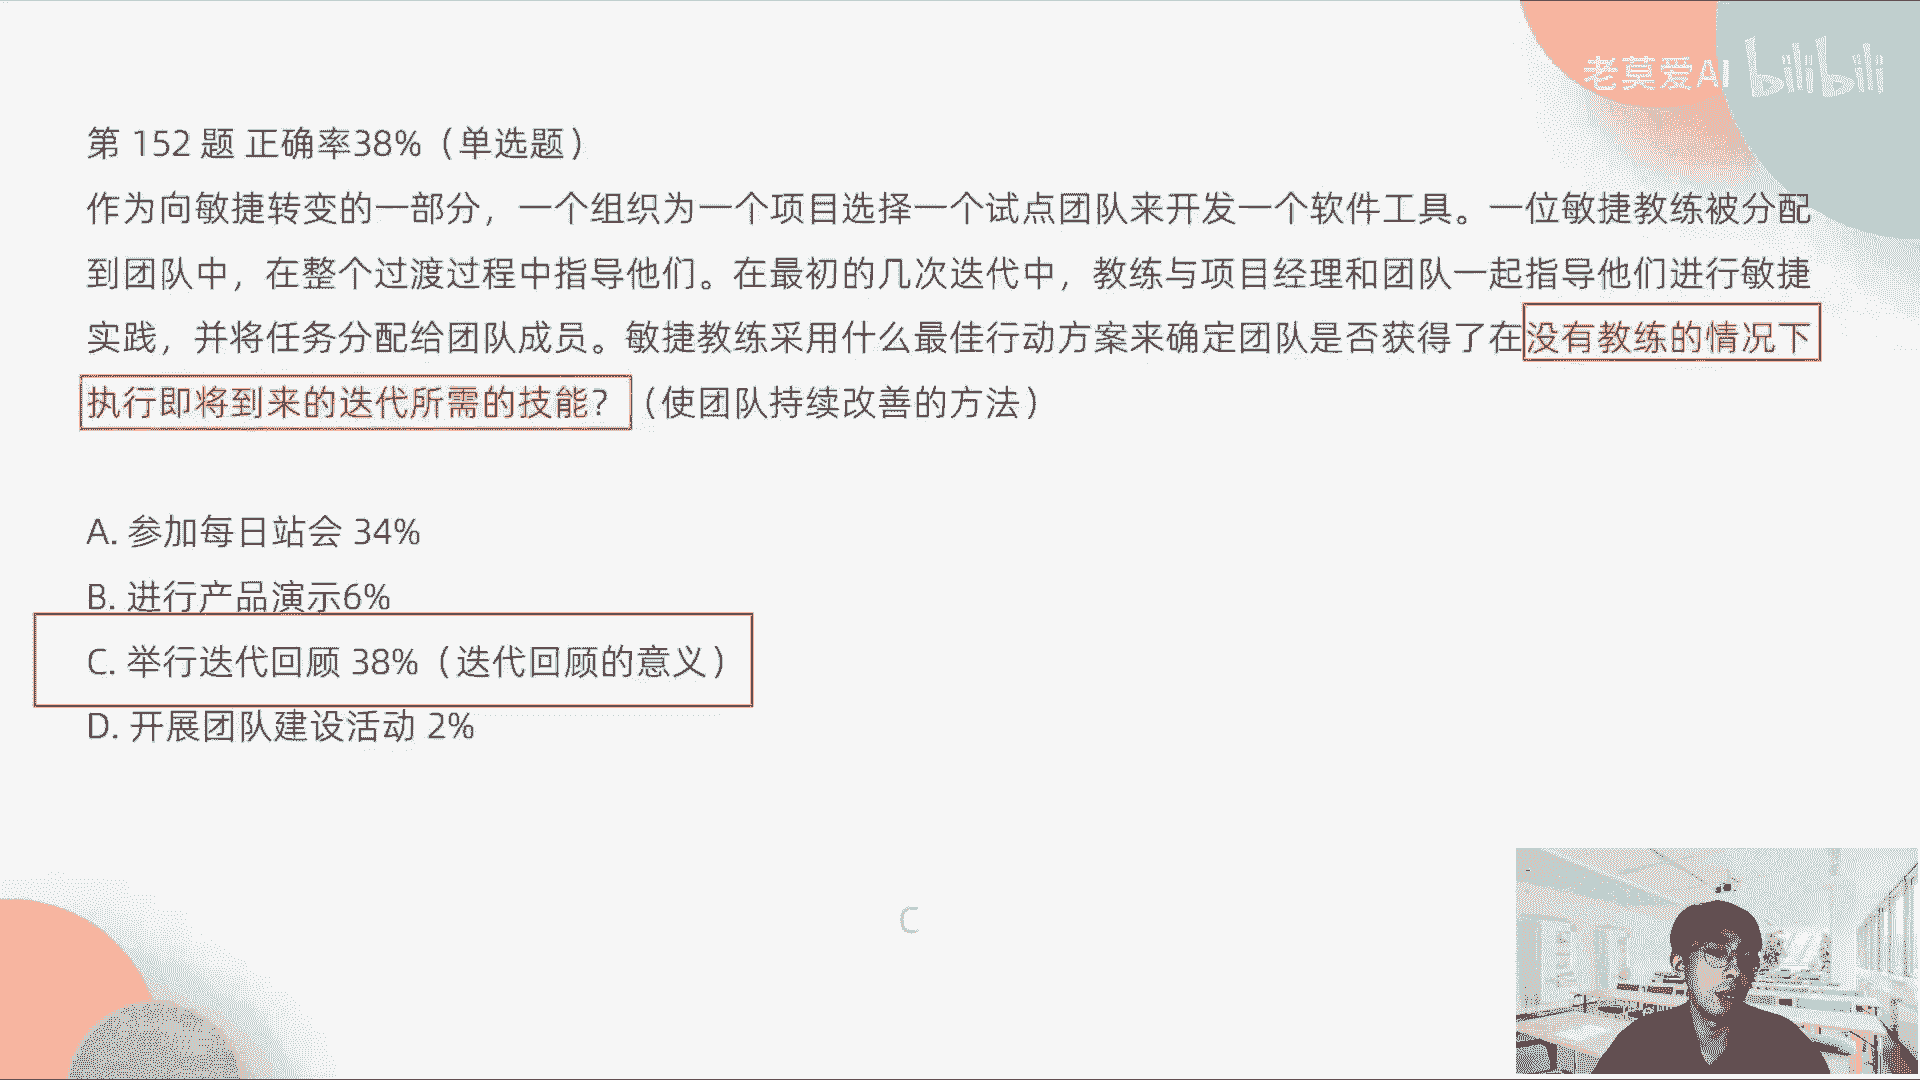 老莫爱AI bilibili
第 152 题 正确率38%（单选题）
作为向敏捷转变的一部分，一个组织为一个项目选择一个试点团队来开发一个软件工具。一位敏捷教练被分配
到团队中，在整个过渡过程中指导他们。在最初的几次迭代中，教练与项目经理和团队一起指导他们进行敏捷
实践，并将任务分配给团队成员。敏捷教练采用什么最佳行动方案来确定团队是否获得了在没有教练的情况下
执行即将到来的迭代所需的技能？（使团队持续改善的方法）
A. 参加每日站会 34%
B. 进行产品演示6%
C. 举行迭代回顾 38%（迭代回顾的意义）
D. 开展团队建设活动 2%
C